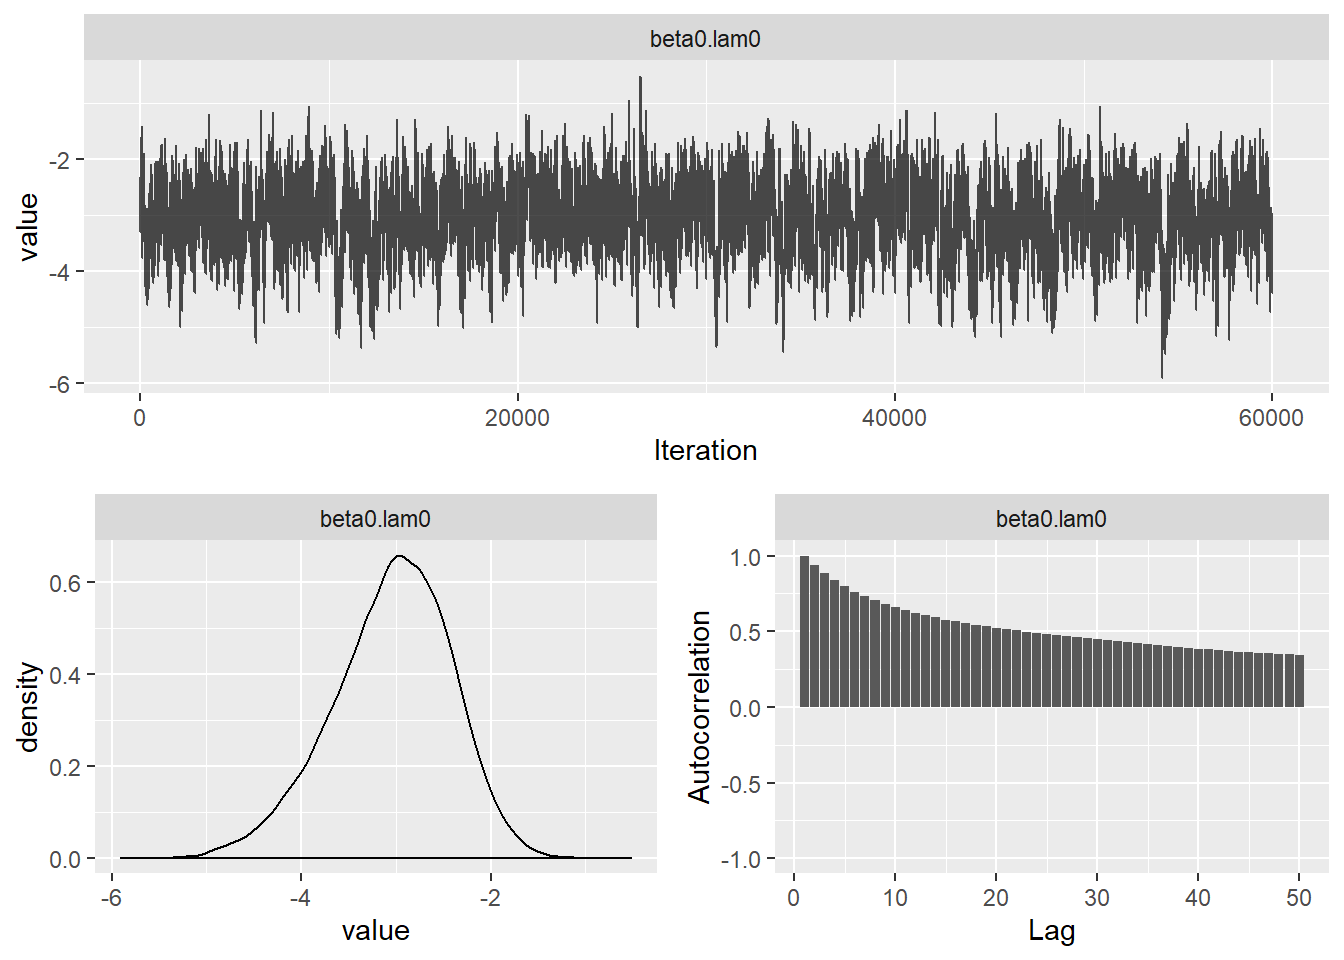 beta0.lam0
value
-2
-4
-6
0 20000 40000 60000
Iteration
beta0.lam0
density
0.6
0.4
0.2
0.0
-6 -4 -2
value
beta0.lam0
Autocorrelation
1.0
0.5
0.0
-0.5
-1.0
0 10 20 30 40 50
Lag